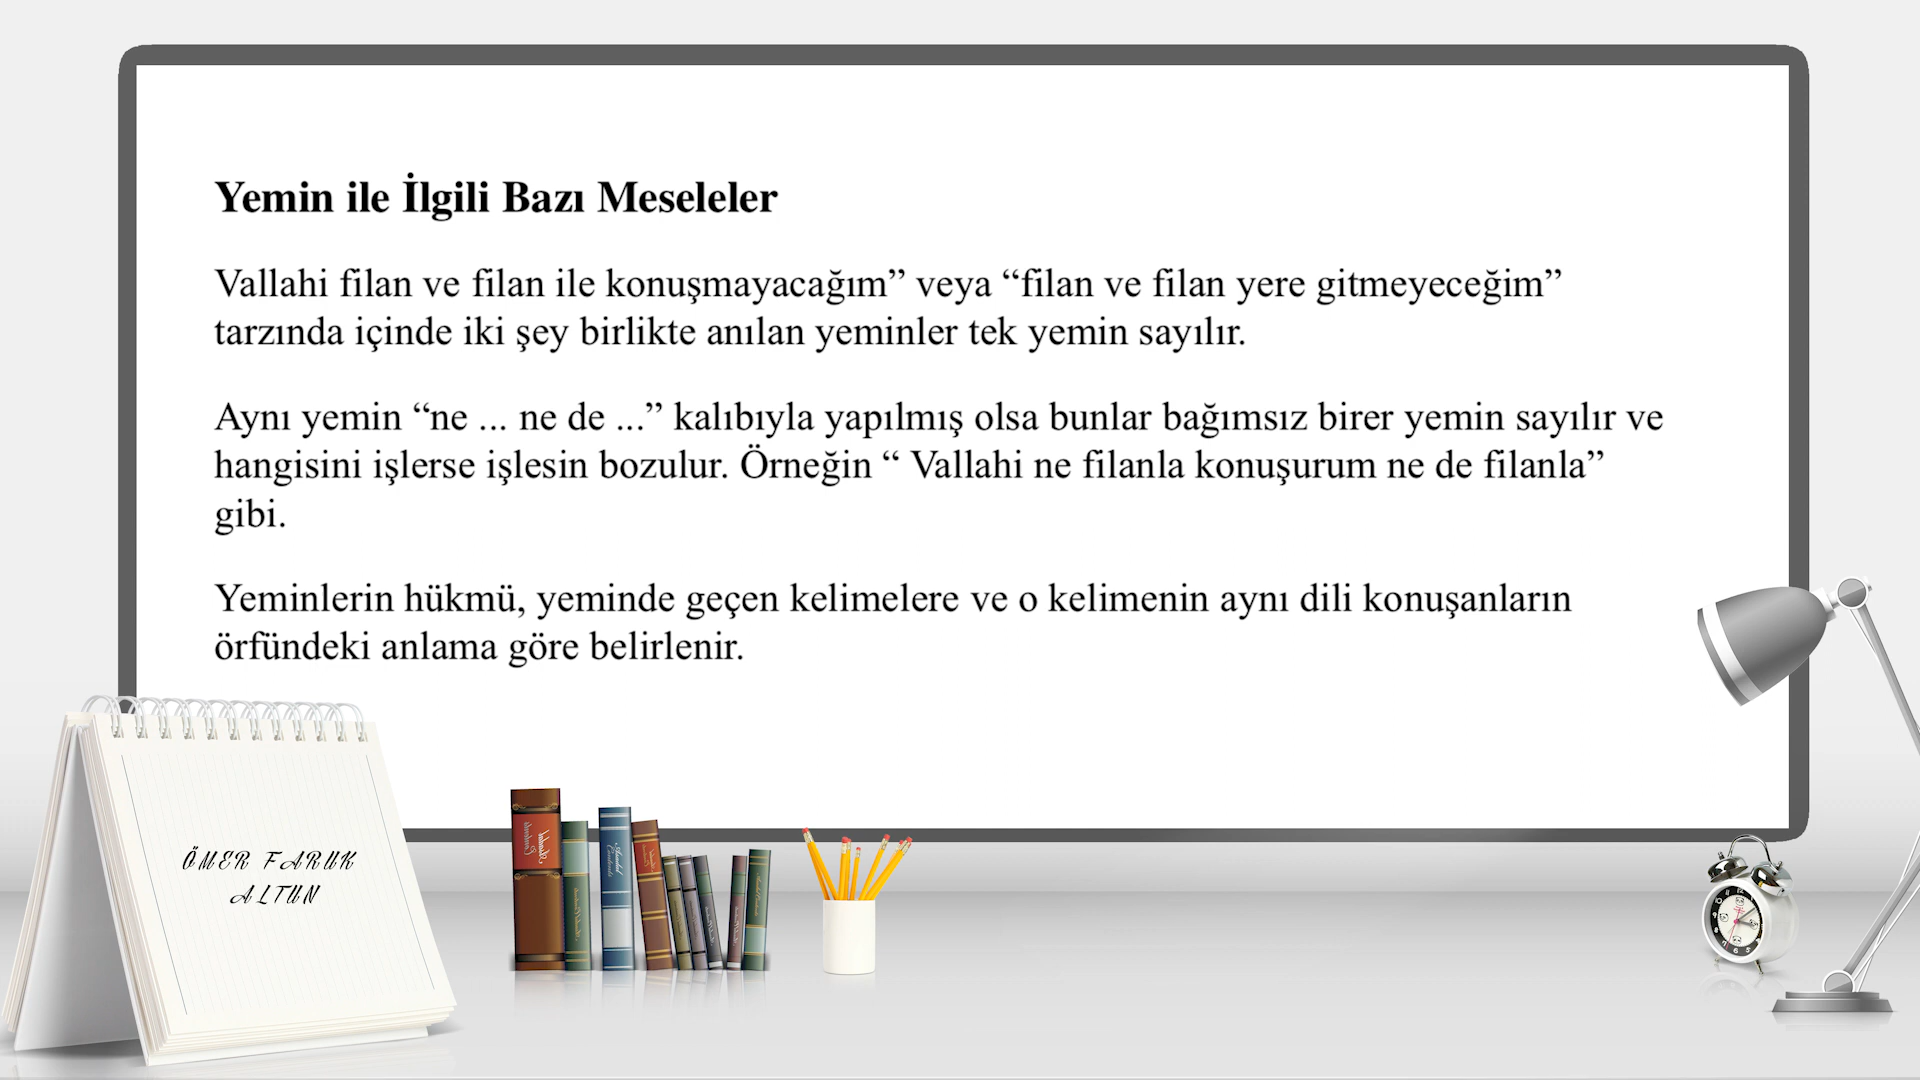 Yemin ile İlgili Bazı Meseleler
Vallahi filan ve filan ile konuşmayacağım” veya “filan ve filan yere gitmeyeceğim”
tarzında içinde iki şey birlikte anılan yeminler tek yemin sayılır.
Aynı yemin “ne ... ne de ...” kalıbıyla yapılmış olsa bunlar bağımsız birer yemin sayılır ve
hangisini işlerse işlesin bozulur. Örneğin “ Vallahi ne filanla konuşurum ne de filanla”
gibi.
Yeminlerin hükmü, yeminde geçen kelimelere ve o kelimenin aynı dili konuşanların
örfündeki anlama göre belirlenir.
ÖMER FARUK
ALTUN